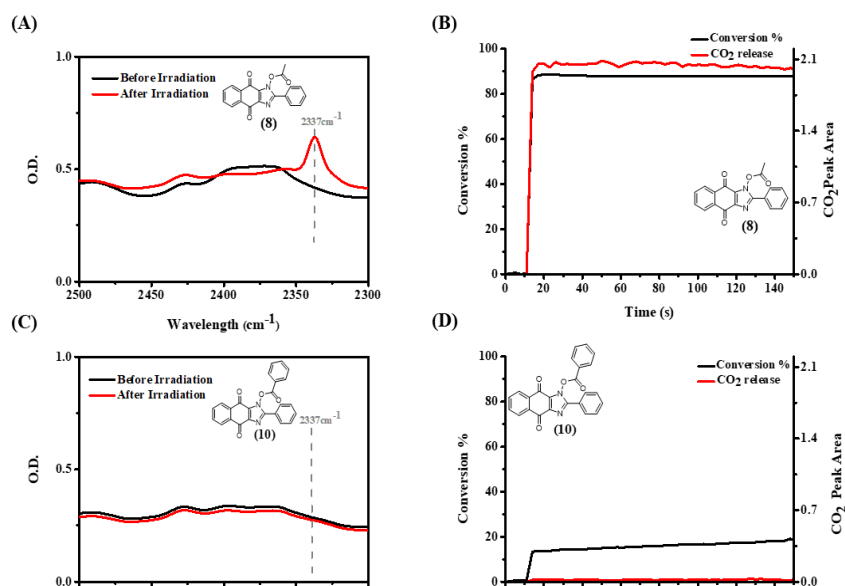 (A)
1.0
0.5
0.0
O.D.
Before Irradiation
After Irradiation
O
O
O
O
N
N
(8)
2337cm-1
2500
2450
2400
2350
2300
Wavelength (cm-1)
(B)
Conversion %
CO2 release
100
80
60
40
20
0
Conversion %
2.1
1.4
0.7
0.0
CO2Peak Area
O
O
O
O
N
N
(8)
0
20
40
60
80
100
120
140
Time (s)
(C)
1.0
0.5
0.0
O.D.
Before Irradiation
After Irradiation
O
O
O
O
N
N
(10)
2337cm-1
(D)
100
80
60
40
20
0
Conversion %
Conversion %
CO2 release
2.1
1.4
0.7
0.0
CO2 Peak Area
O
O
O
O
N
N
(10)